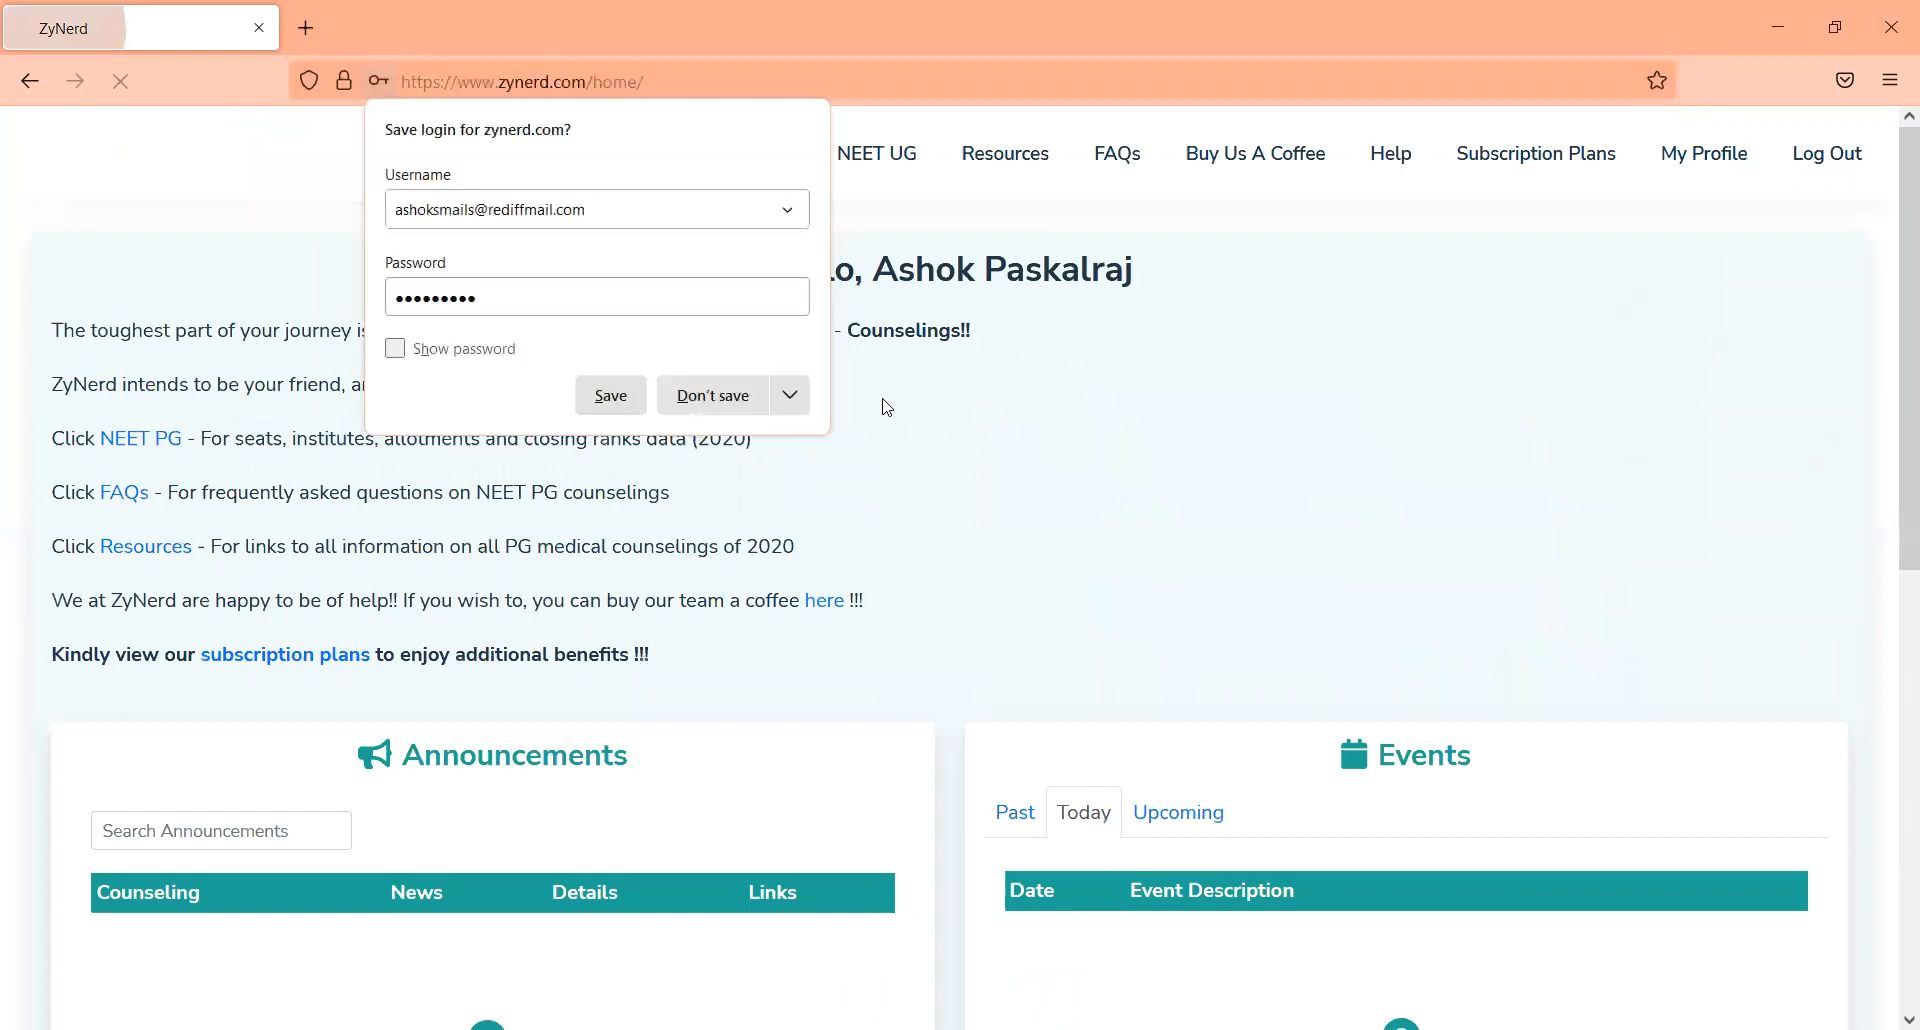 ZyNerd
https://www.zynerd.com/home/
Save login for zynerd.com?
Username
ashoksmails@rediffmail.com
Password
•••••••••
Show password
Save
Don't save
NEET UG
Resources
FAQs
Buy Us A Coffee
Help
Subscription Plans
My Profile
Log Out
lo, Ashok Paskalraj
The toughest part of your journey - Counselings!!
ZyNerd intends to be your friend,
Click NEET PG - For seats, institutes, allotments and closing ranks data (2020)
Click FAQs - For frequently asked questions on NEET PG counselings
Click Resources - For links to all information on all PG medical counselings of 2020
We at ZyNerd are happy to be of help!! If you wish to, you can buy our team a coffee here !!!
Kindly view our subscription plans to enjoy additional benefits !!!
Announcements
Search Announcements
Counseling News Details Links
Events
Past Today Upcoming
Date Event Description